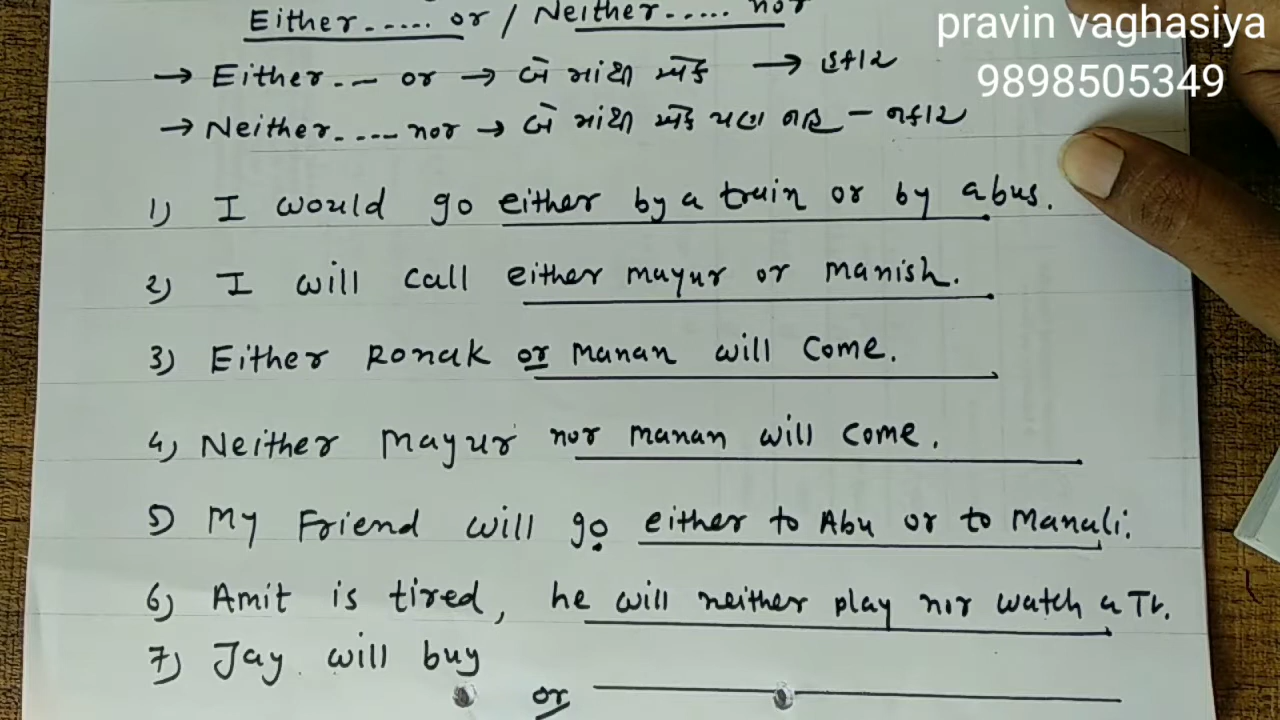 Either..... or / Neither..... nor
pravin vaghasiya
9898505349
→ Either... or → બે માંથી એક → હકાર
→ Neither.... nor → બે માંથી એક પણ નહિ - નકાર
1) I would go either by a train or by a bus.
2) I will call either mayur or manish.
3) Either Ronak or manan will come.
4) Neither mayur nor manan will come.
5) My Friend will go either to Abu or to Manali.
6) Amit is tired, he will neither play nor watch a TV.
7) Jay will buy
or